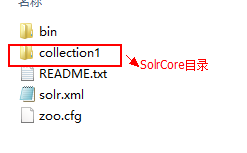 名称
bin
collection1
SolrCore目录
README.txt
solr.xml
zoo.cfg